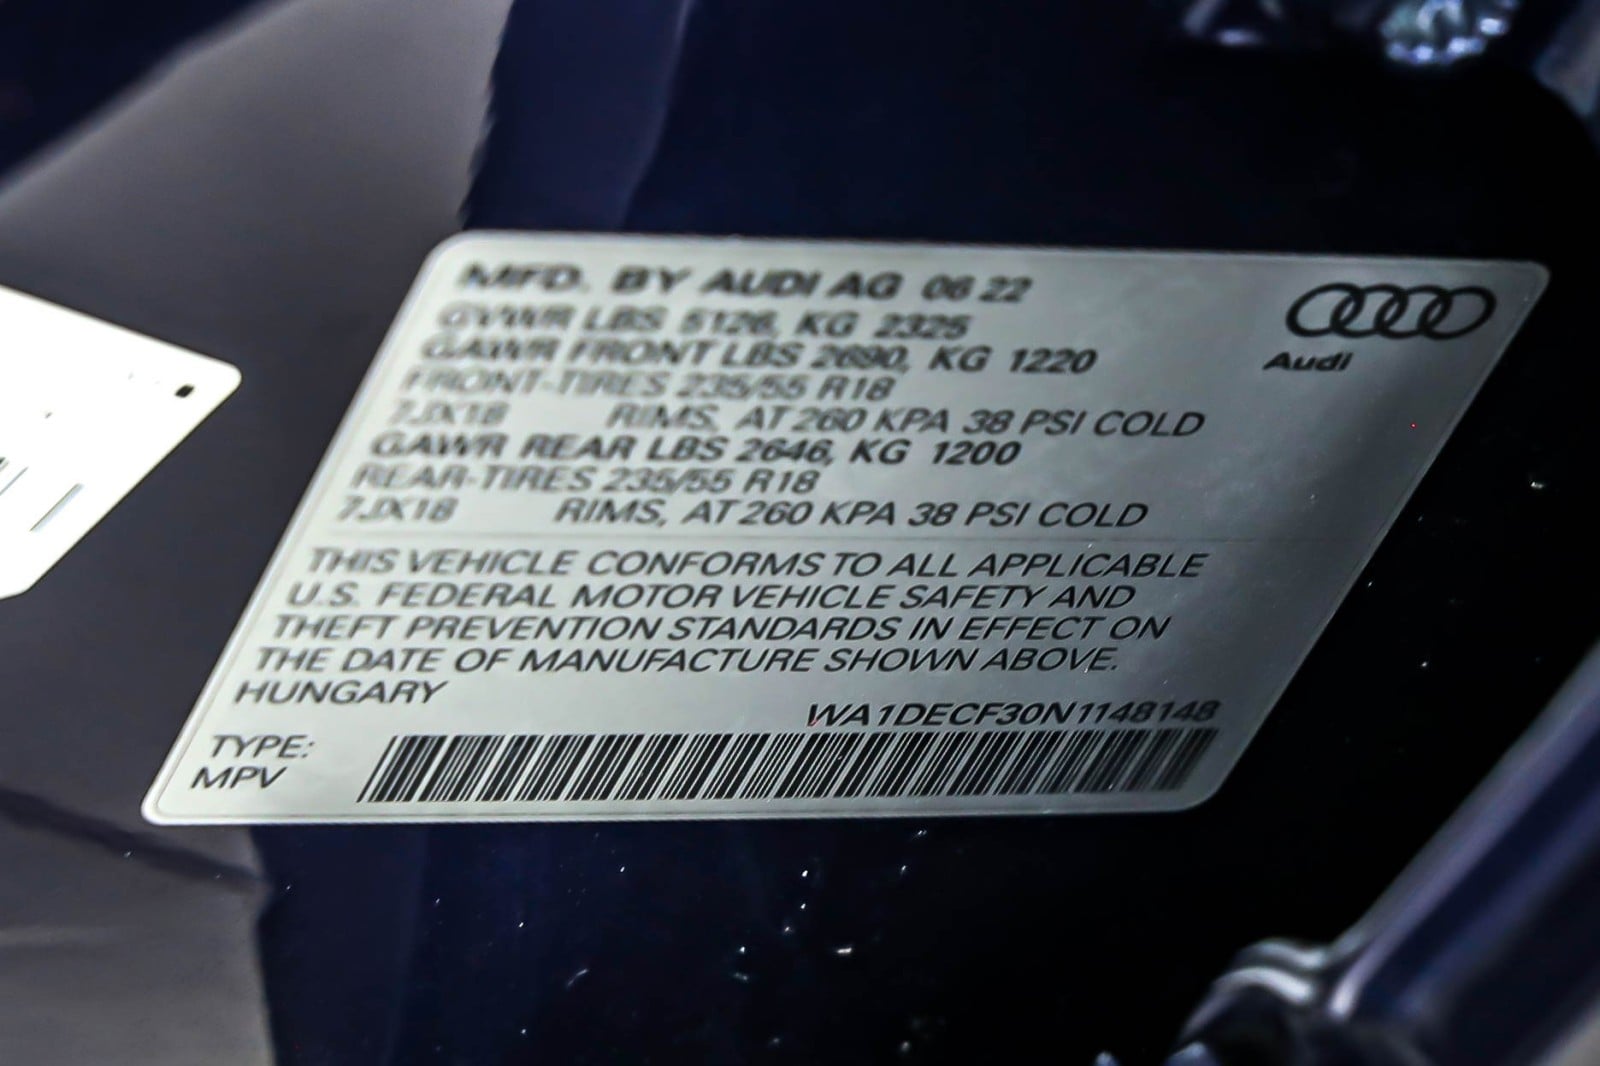 MFD. BY AUDI AG 06 22
GVWR LBS 5126, KG 2325
GAWR FRONT LBS 2690, KG 1220
FRONT-TIRES 235/55 R18
7JX18 RIMS, AT 260 KPA 38 PSI COLD
GAWR REAR LBS 2646, KG 1200
REAR-TIRES 235/55 R18
7JX18 RIMS, AT 260 KPA 38 PSI COLD
Audi
THIS VEHICLE CONFORMS TO ALL APPLICABLE
U.S. FEDERAL MOTOR VEHICLE SAFETY AND
THEFT PREVENTION STANDARDS IN EFFECT ON
THE DATE OF MANUFACTURE SHOWN ABOVE.
HUNGARY
WA1DECF30N1148148
TYPE:
MPV